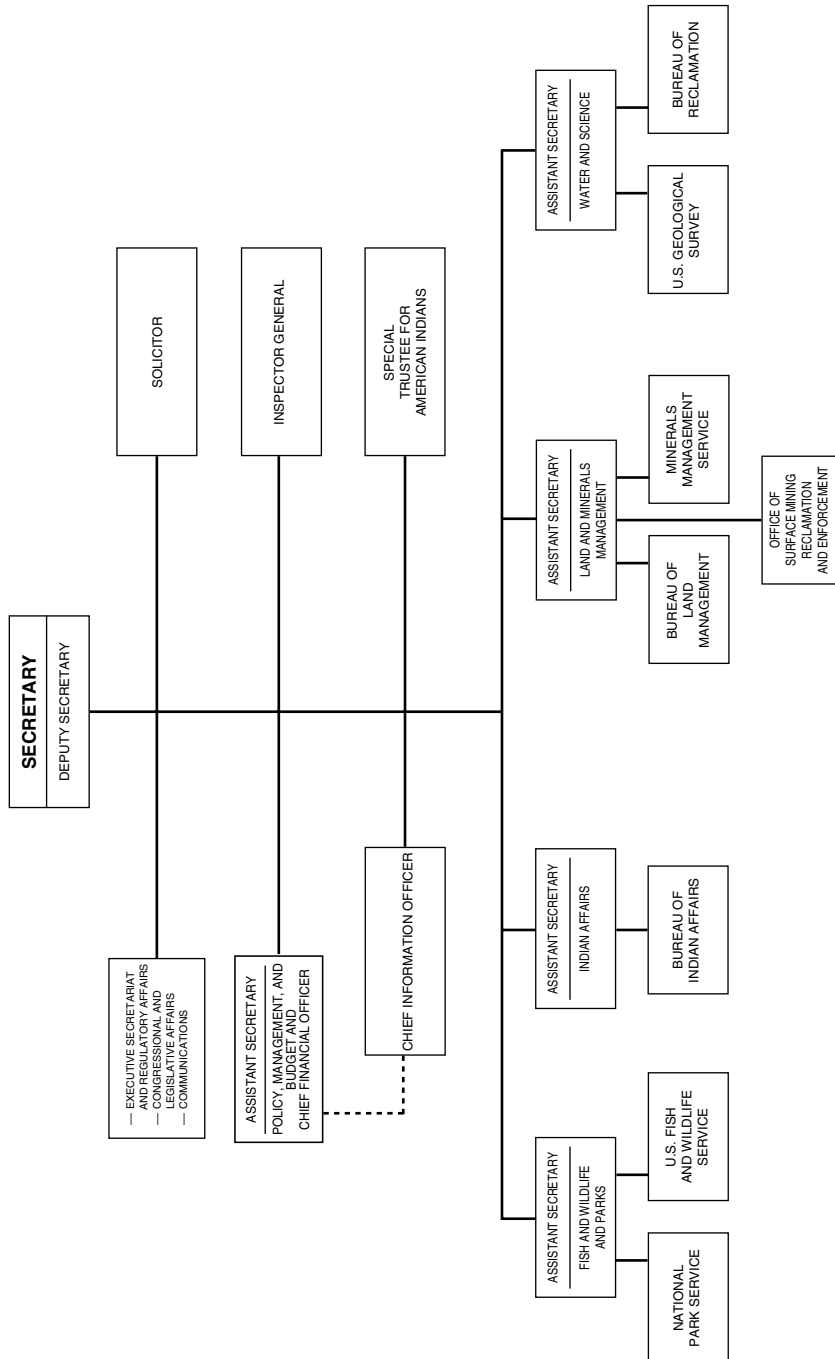 SECRETARY
DEPUTY SECRETARY
— EXECUTIVE SECRETARIAT
AND REGULATORY AFFAIRS
— CONGRESSIONAL AND
LEGISLATIVE AFFAIRS
— COMMUNICATIONS
SOLICITOR
ASSISTANT SECRETARY
POLICY, MANAGEMENT, AND
BUDGET AND
CHIEF FINANCIAL OFFICER
INSPECTOR GENERAL
CHIEF INFORMATION OFFICER
SPECIAL
TRUSTEE FOR
AMERICAN INDIANS
ASSISTANT SECRETARY
FISH AND WILDLIFE
AND PARKS
NATIONAL
PARK SERVICE
U.S. FISH
AND WILDLIFE
SERVICE
ASSISTANT SECRETARY
INDIAN AFFAIRS
BUREAU OF
INDIAN AFFAIRS
ASSISTANT SECRETARY
LAND AND MINERALS
MANAGEMENT
BUREAU OF
LAND
MANAGEMENT
MINERALS
MANAGEMENT
SERVICE
OFFICE OF
SURFACE MINING
RECLAMATION
AND ENFORCEMENT
ASSISTANT SECRETARY
WATER AND SCIENCE
U.S. GEOLOGICAL
SURVEY
BUREAU OF
RECLAMATION